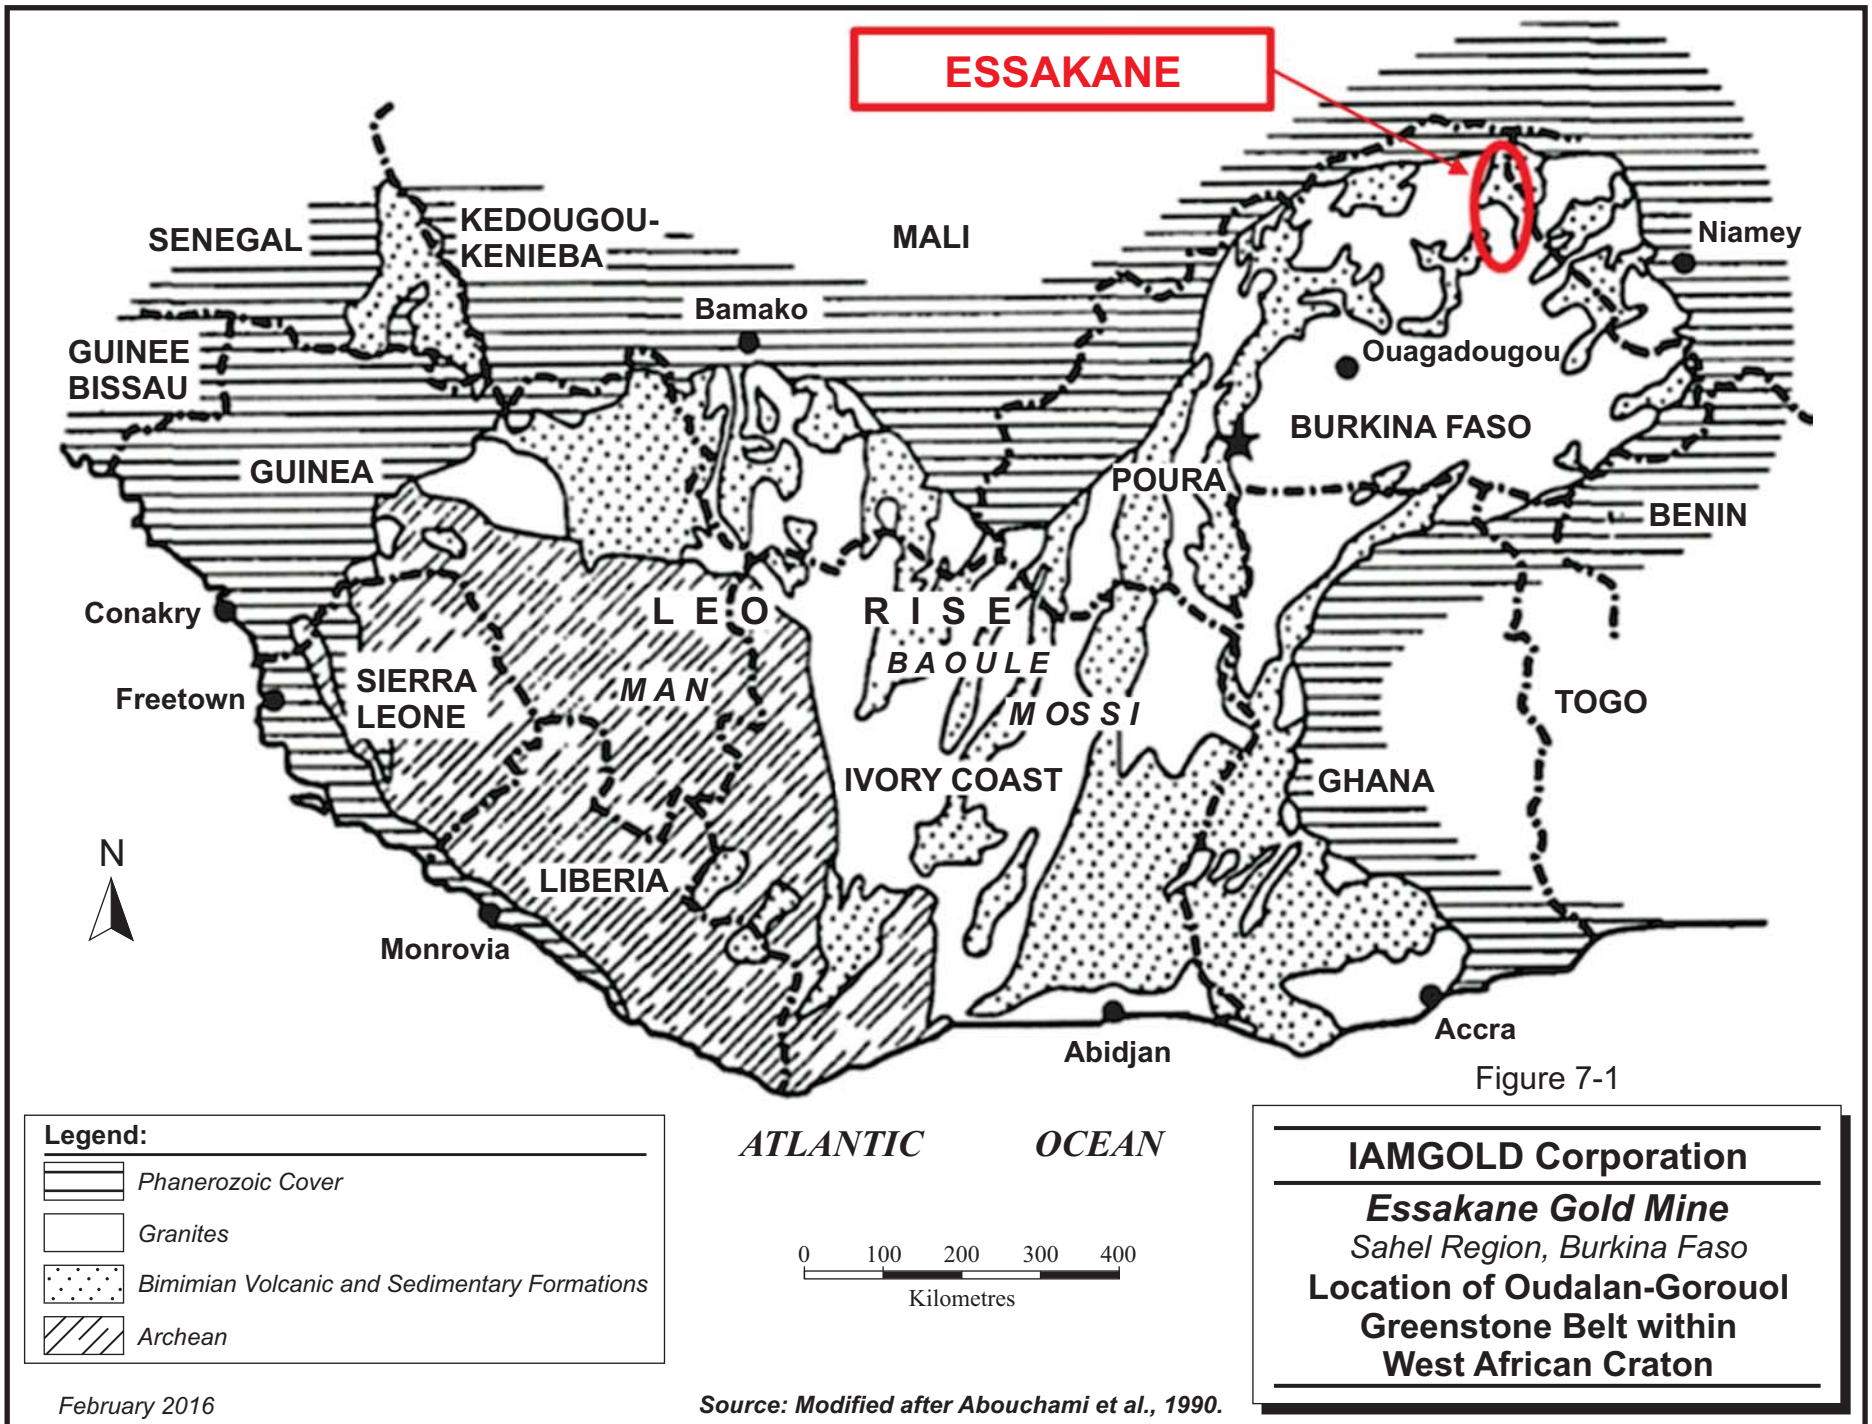 ESSAKANE
SENEGAL
KEDOUGOU-
KENIEBA
MALI
Niamey
Bamako
GUINEE
BISSAU
Ouagadougou
BURKINA FASO
GUINEA
POURA
BENIN
Conakry
LEO RISE
BAOULE
SIERRA
LEONE
MAN
Freetown
MOSSI
TOGO
IVORY COAST
GHANA
N
LIBERIA
Monrovia
Abidjan
Accra
Figure 7-1
ATLANTIC OCEAN
Legend:
Phanerozoic Cover
Granites
Bimimian Volcanic and Sedimentary Formations
Archean
0 100 200 300 400
Kilometres
IAMGOLD Corporation
Essakane Gold Mine
Sahel Region, Burkina Faso
Location of Oudalan-Gorouol
Greenstone Belt within
West African Craton
February 2016
Source: Modified after Abouchami et al., 1990.